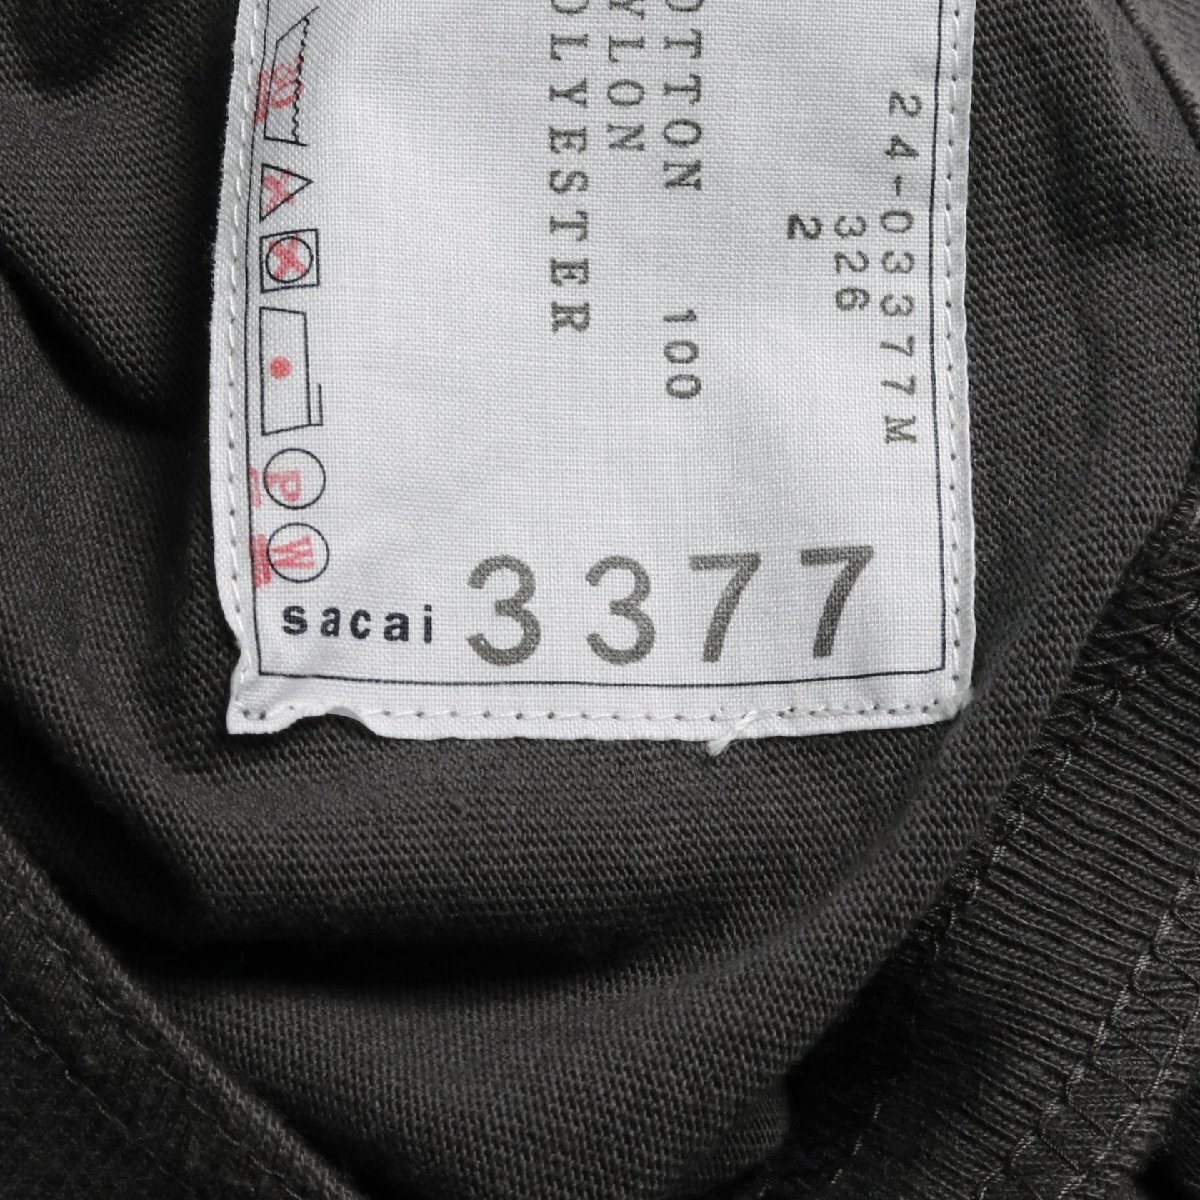 24-03377M
326
2
OTTON 100
YLON
OLYESTER
P
W
sacai 3377